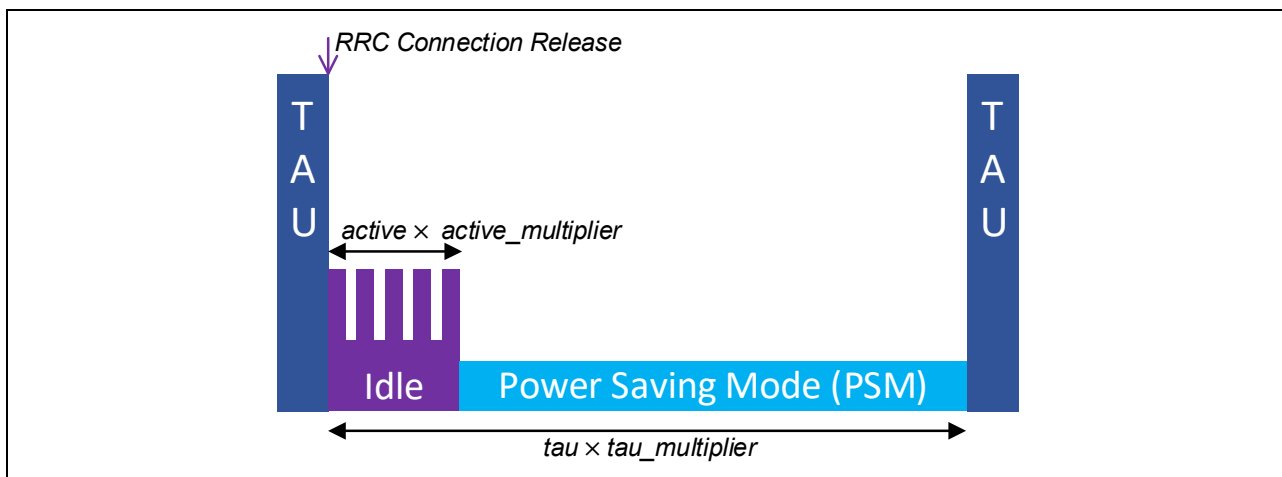 RRC Connection Release
T
A
U
T
A
U
active × active_multiplier
Idle
Power Saving Mode (PSM)
tau × tau_multiplier